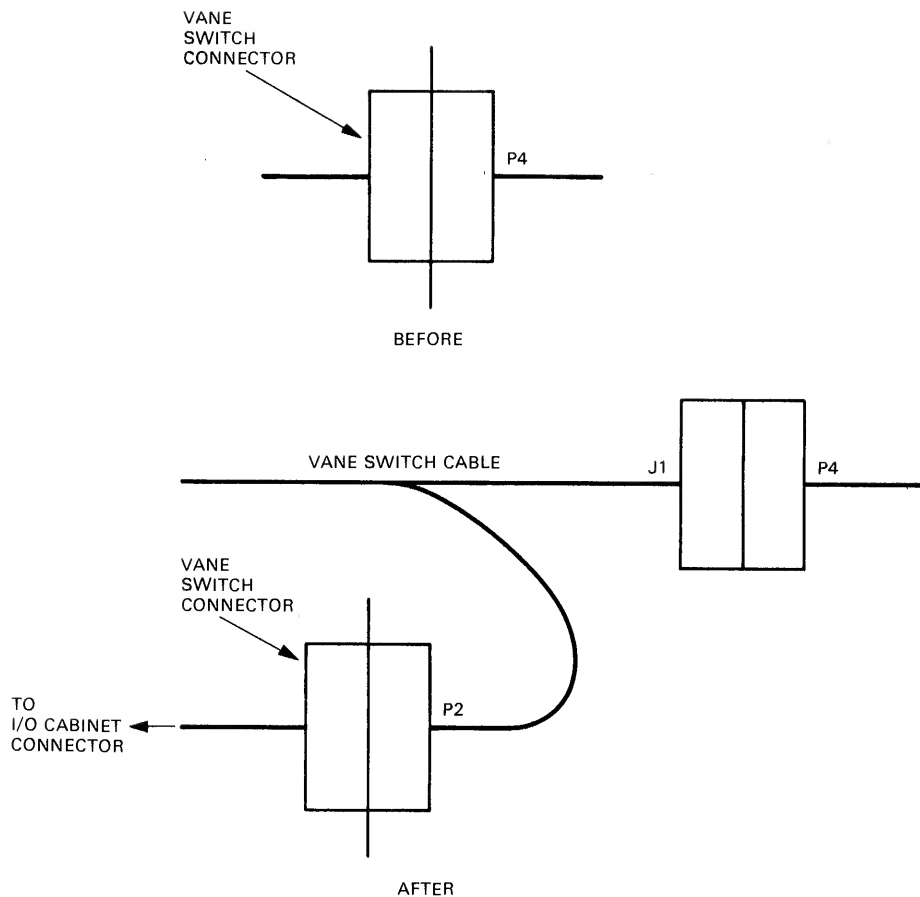 VANE
SWITCH
CONNECTOR
P4
BEFORE
VANE SWITCH CABLE
J1
P4
VANE
SWITCH
CONNECTOR
TO
I/O CABINET
CONNECTOR
P2
AFTER